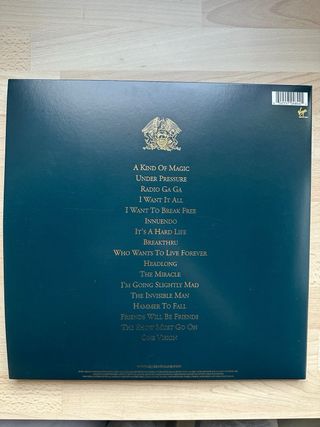 Virgin
A Kind Of Magic
Under Pressure
Radio Ga Ga
I Want It All
I Want To Break Free
Innuendo
It's A Hard Life
Breakthru
Who Wants To Live Forever
Headlong
The Miracle
I'm Going Slightly Mad
The Invisible Man
Hammer To Fall
Friends Will Be Friends
The Show Must Go On
One Vision